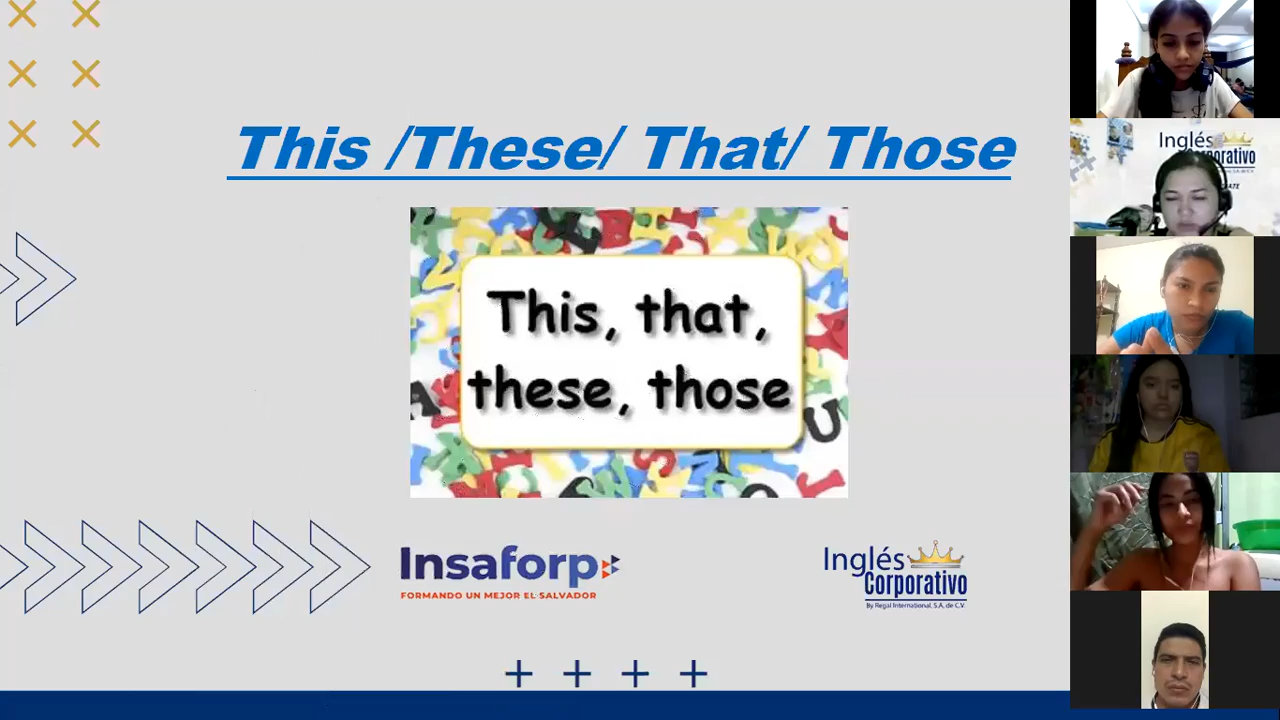 This /These/ That/ Those
This, that,
these, those
Insaforp
FORMANDO UN MEJOR EL SALVADOR
Inglés
Corporativo
By Regal International, S.A. de C.V.
Inglés
Corporativo